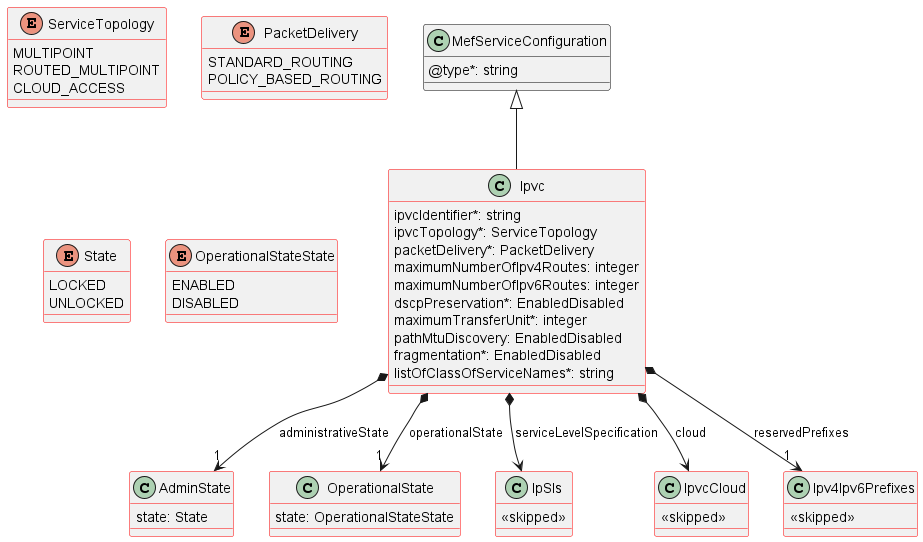 E ServiceTopology
MULTIPOINT
ROUTED_MULTIPOINT
CLOUD_ACCESS
E PacketDelivery
STANDARD_ROUTING
POLICY_BASED_ROUTING
C MefServiceConfiguration
@type*: string
C Ipvc
ipvcIdentifier*: string
ipvcTopology*: ServiceTopology
packetDelivery*: PacketDelivery
maximumNumberOfIpv4Routes: integer
maximumNumberOfIpv6Routes: integer
dscpPreservation*: EnabledDisabled
maximumTransferUnit*: integer
pathMtuDiscovery: EnabledDisabled
fragmentation*: EnabledDisabled
listOfClassOfServiceNames*: string
E State
LOCKED
UNLOCKED
E OperationalStateState
ENABLED
DISABLED
administrativeState
1
operationalState
1
serviceLevelSpecification
cloud
reservedPrefixes
1
C AdminState
state: State
C OperationalState
state: OperationalStateState
C IpSls
«skipped»
C IpvcCloud
«skipped»
C Ipv4Ipv6Prefixes
«skipped»